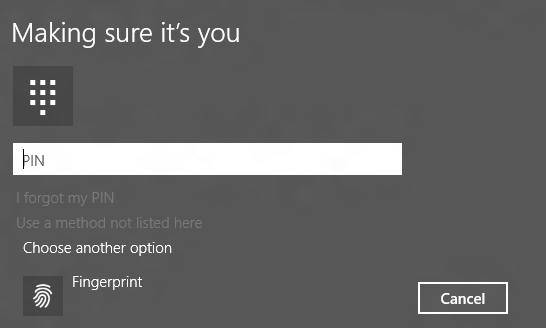 Making sure it's you
PIN
I forgot my PIN
Use a method not listed here
Choose another option
Fingerprint
Cancel